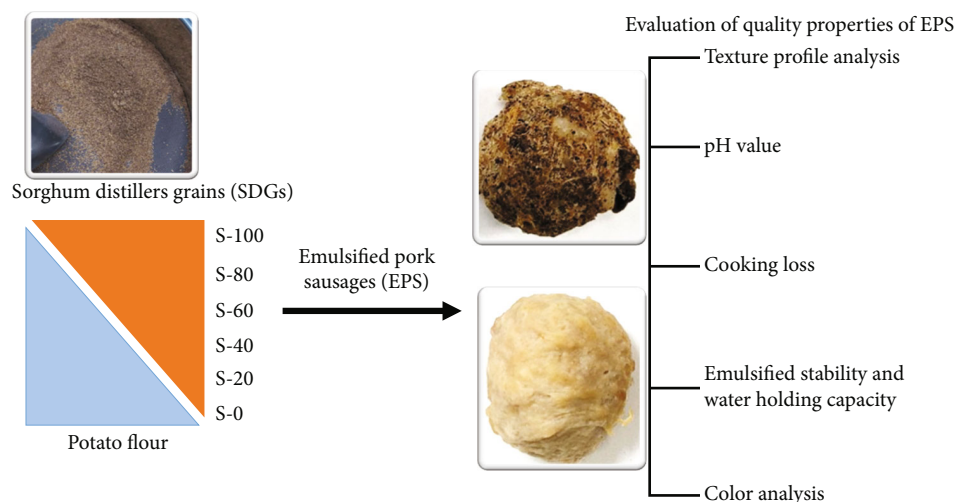 Evaluation of quality properties of EPS
Texture profile analysis
pH value
Cooking loss
Emulsified stability and
water holding capacity
Color analysis
Sorghum distillers grains (SDGs)
S-100
S-80
S-60
S-40
S-20
S-0
Potato flour
Emulsified pork
sausages (EPS)